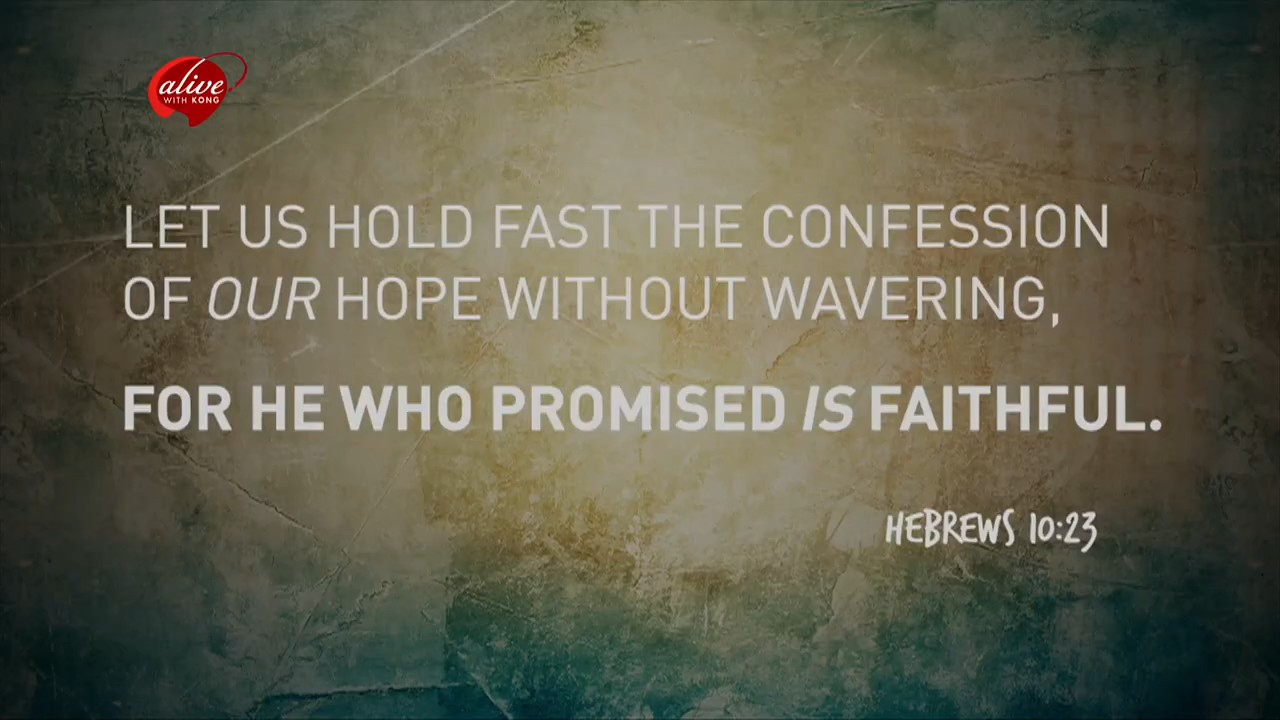 alive
WITH KONG
LET US HOLD FAST THE CONFESSION
OF OUR HOPE WITHOUT WAVERING,
FOR HE WHO PROMISED IS FAITHFUL.
HEBREWS 10:23